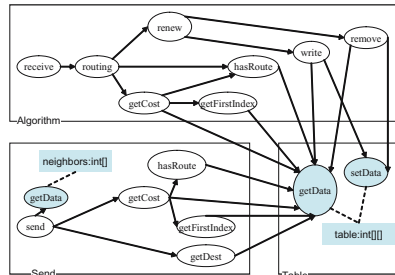 renew
remove
write
receive
routing
hasRoute
getCost
getFirstIndex
Algorithm
neighbors:int[]
hasRoute
getData
getData
setData
getCost
send
getFirstIndex
table:int[][]
getDest
Send
Table